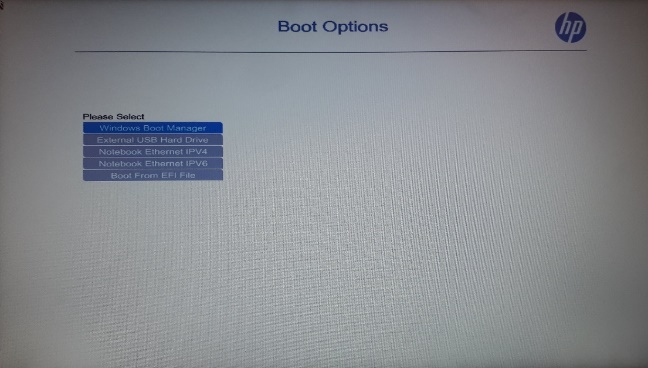 Boot Options
hp
Please Select
Windows Boot Manager
External USB Hard Drive
Notebook Ethernet IPV4
Notebook Ethernet IPV6
Boot From EFI File